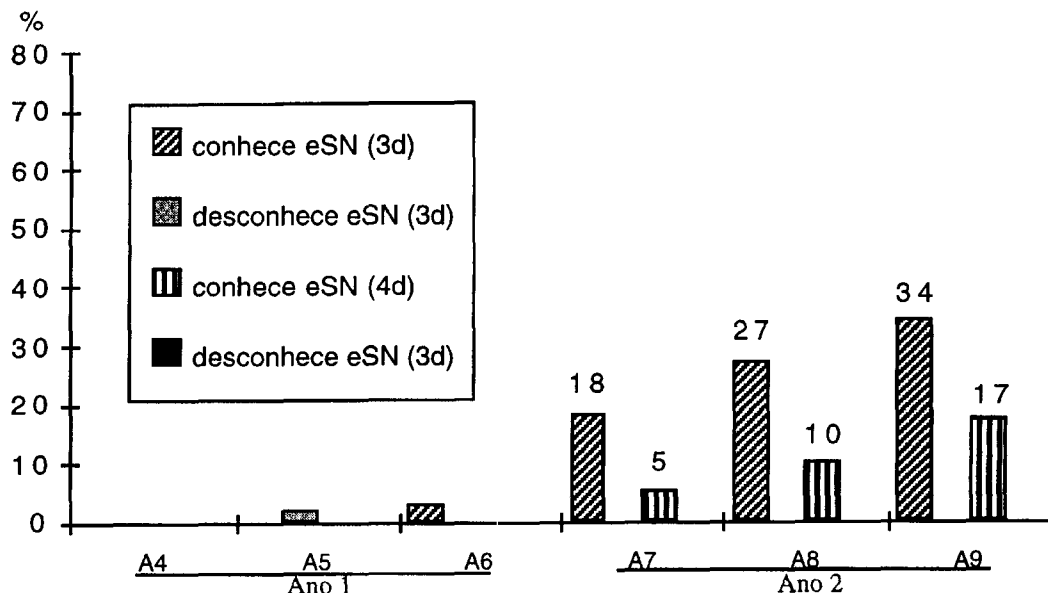 %
80
70
60
50
40
30
20
10
0
conhece eSN (3d)
desconhece eSN (3d)
conhece eSN (4d)
desconhece eSN (3d)
18
5
27
10
34
17
A4 A5 A6 A7 A8 A9
Ano 1 Ano 2